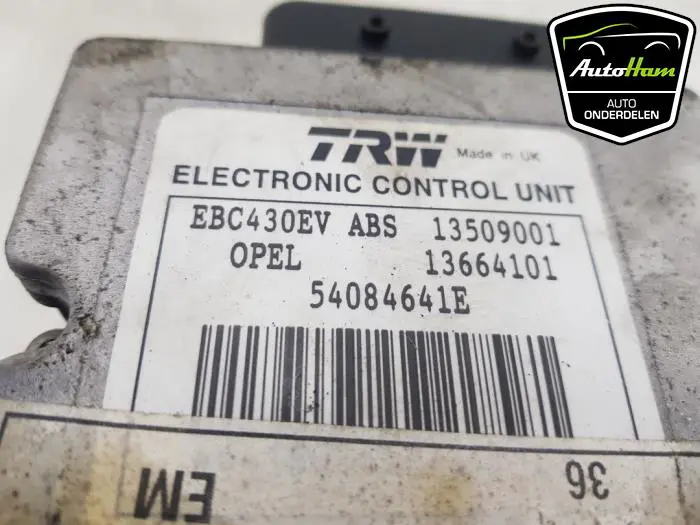 AutoHam
AUTO
ONDERDELEN
TRW Made in UK
ELECTRONIC CONTROL UNIT
EBC430EV ABS 13509001
OPEL 13664101
54084641E
36
EM